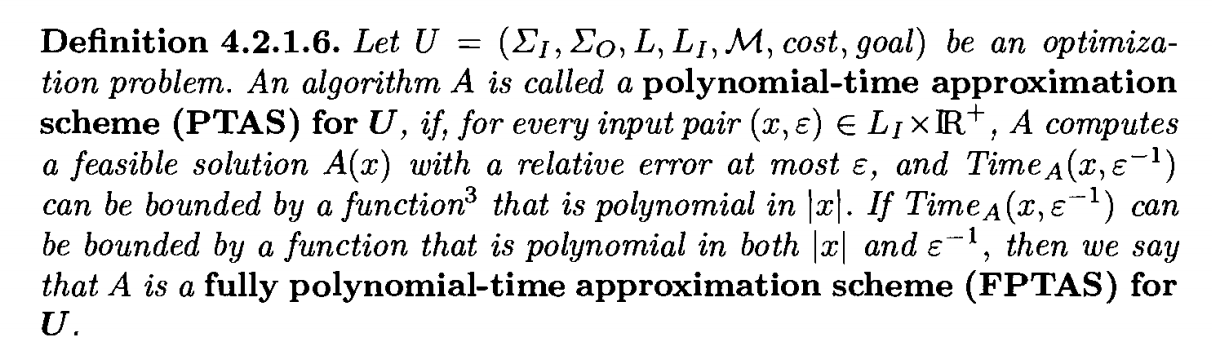 Definition 4.2.1.6. Let U = (Σ_I, Σ_O, L, L_I, ℳ, cost, goal) be an optimiza-
tion problem. An algorithm A is called a polynomial-time approximation
scheme (PTAS) for U, if, for every input pair (x, ε) ∈ L_I × ℝ⁺, A computes
a feasible solution A(x) with a relative error at most ε, and Time_A(x, ε⁻¹)
can be bounded by a function³ that is polynomial in |x|. If Time_A(x, ε⁻¹) can
be bounded by a function that is polynomial in both |x| and ε⁻¹, then we say
that A is a fully polynomial-time approximation scheme (FPTAS) for
U.